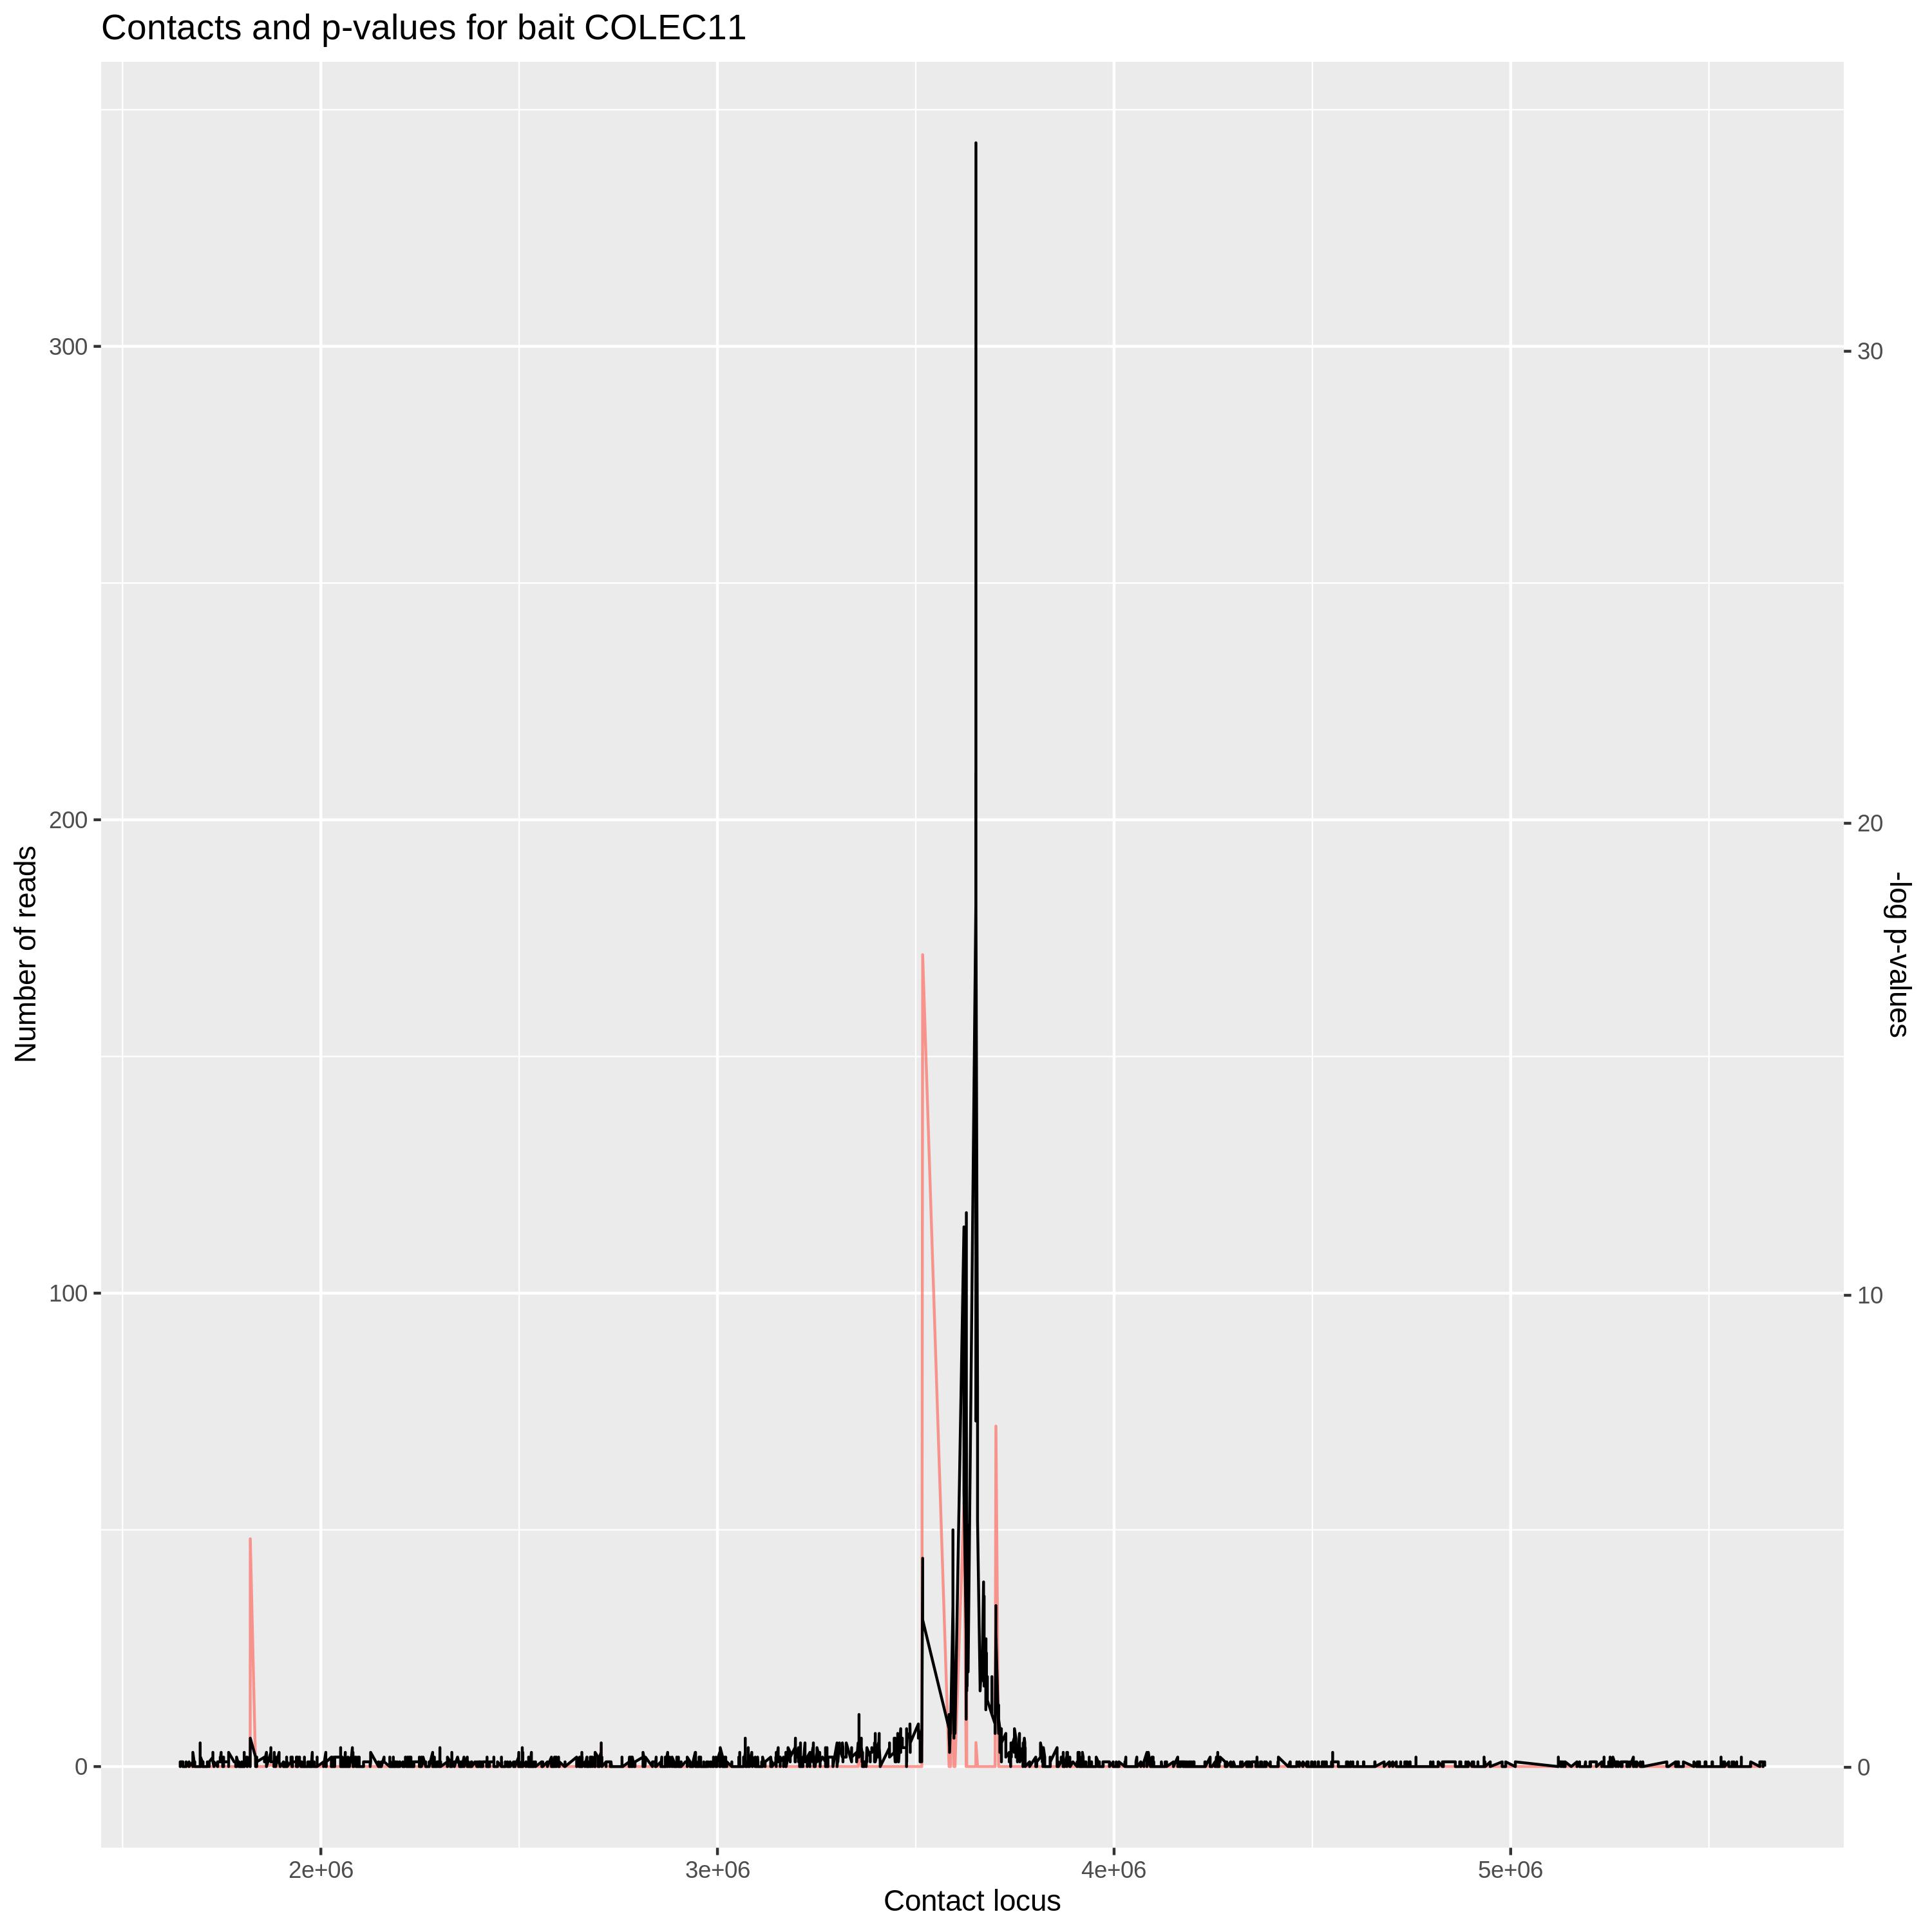 Contacts and p-values for bait COLEC11
300
200
100
0
30
20
10
0
Number of reads
-log p-values
2e+06
3e+06
4e+06
5e+06
Contact locus